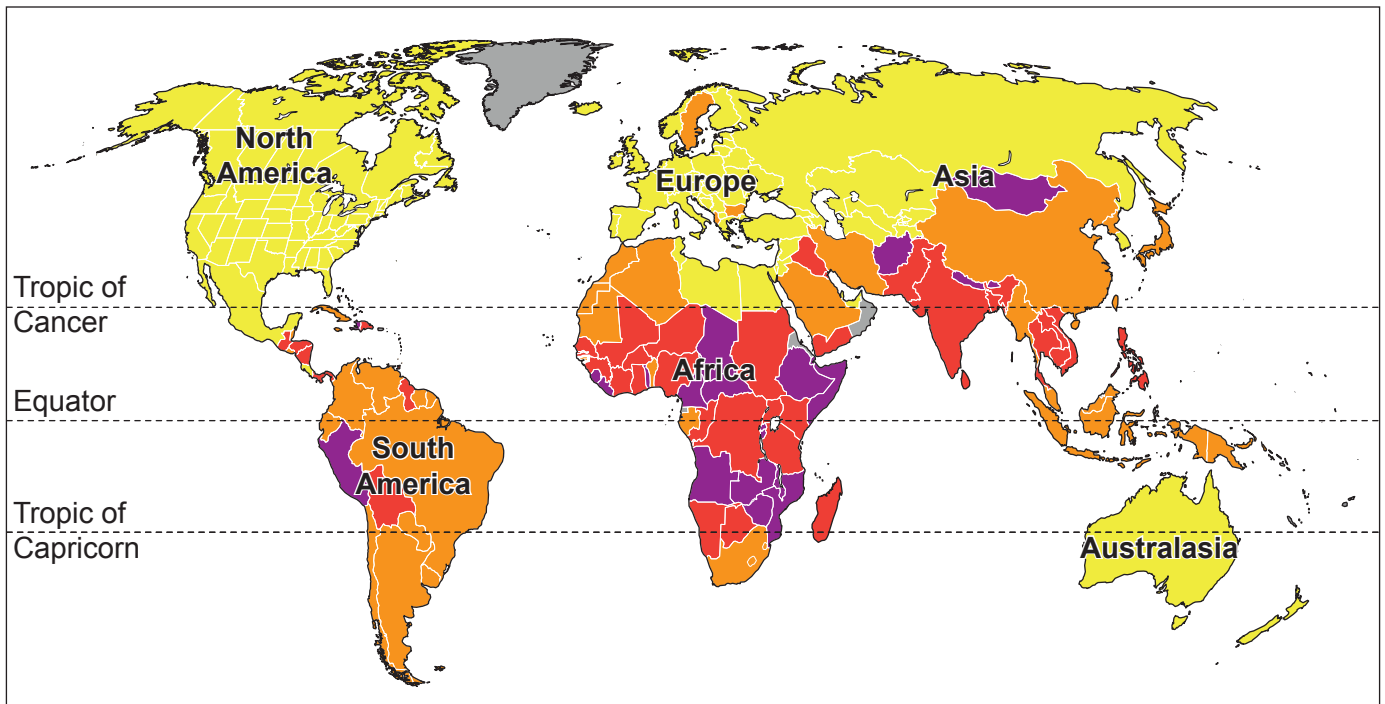 North
America
Europe
Asia
Tropic of
Cancer
Africa
Equator
South
America
Tropic of
Capricorn
Australasia